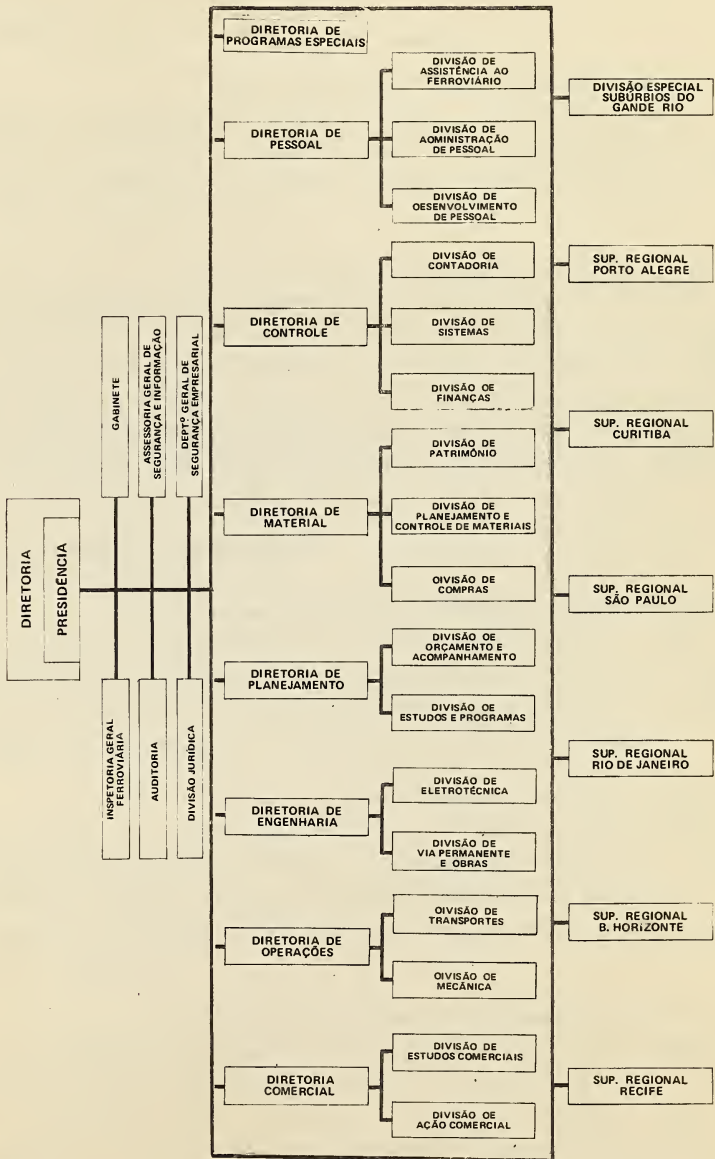 DIRETORIA
PRESIDÊNCIA
GABINETE
ASSESSORIA GERAL DE
SEGURANÇA E INFORMAÇÃO
DEPTº GERAL DE
SEGURANÇA EMPRESARIAL
INSPETORIA GERAL
FERROVIÁRIA
AUDITORIA
DIVISÃO JURÍDICA
DIRETORIA DE
PROGRAMAS ESPECIAIS
DIRETORIA DE
PESSOAL
DIVISÃO DE
ASSISTÊNCIA AO
FERROVIÁRIO
DIVISÃO DE
AOMINISTRAÇÃO
DE PESSOAL
DIVISÃO DE
OESENVOLVIMENTO
DE PESSOAL
DIRETORIA DE
CONTROLE
DIVISÃO OE
CONTADORIA
DIVISÃO DE
SISTEMAS
DIVISÃO OE
FINANÇAS
DIRETORIA DE
MATERIAL
DIVISÃO DE
PATRIMÔNIO
DIVISÃO DE
PLANEJAMENTO E
CONTROLE DE MATERIAIS
OIVISÃO DE
COMPRAS
DIRETORIA DE
PLANEJAMENTO
DIVISÃO DE
ORÇAMENTO E
ACOMPANHAMENTO
DIVISÃO OE
ESTUDOS E PROGRAMAS
DIRETORIA DE
ENGENHARIA
DIVISÃO DE
ELETROTÉCNICA
DIVISÃO DE
VIA PERMANENTE
E OBRAS
DIRETORIA DE
OPERAÇÕES
OIVISÃO DE
TRANSPORTES
OIVISÃO OE
MECÂNICA
DIRETORIA
COMERCIAL
DIVISÃO DE
ESTUDOS COMERCIAIS
DIVISÃO OE
AÇÃO COMERCIAL
DIVISÃO ESPECIAL
SUBÚRBIOS DO
GANDE RIO
SUP. REGIONAL
PORTO ALEGRE
SUP. REGIONAL
CURITIBA
SUP. REGIONAL
SÃO PAULO
SUP. REGIONAL
RIO DE JANEIRO
SUP. REGIONAL
B. HORIZONTE
SUP. REGIONAL
RECIFE